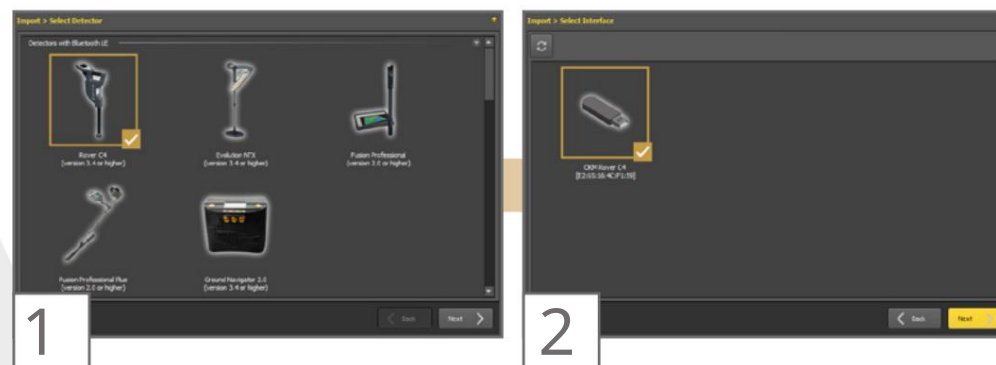 Import > Select Detector
Detectors with Bluetooth LE
Rover C4
(version 3.4 or higher)
Evolution NTX
(version 3.4 or higher)
Fusion Professional
(version 2.0 or higher)
Fusion Professional Plus
(version 2.0 or higher)
Ground Navigator 3.0
(version 3.4 or higher)
Back
Next
1
Import > Select Interface
OKM Rover C4
Back
Next
2